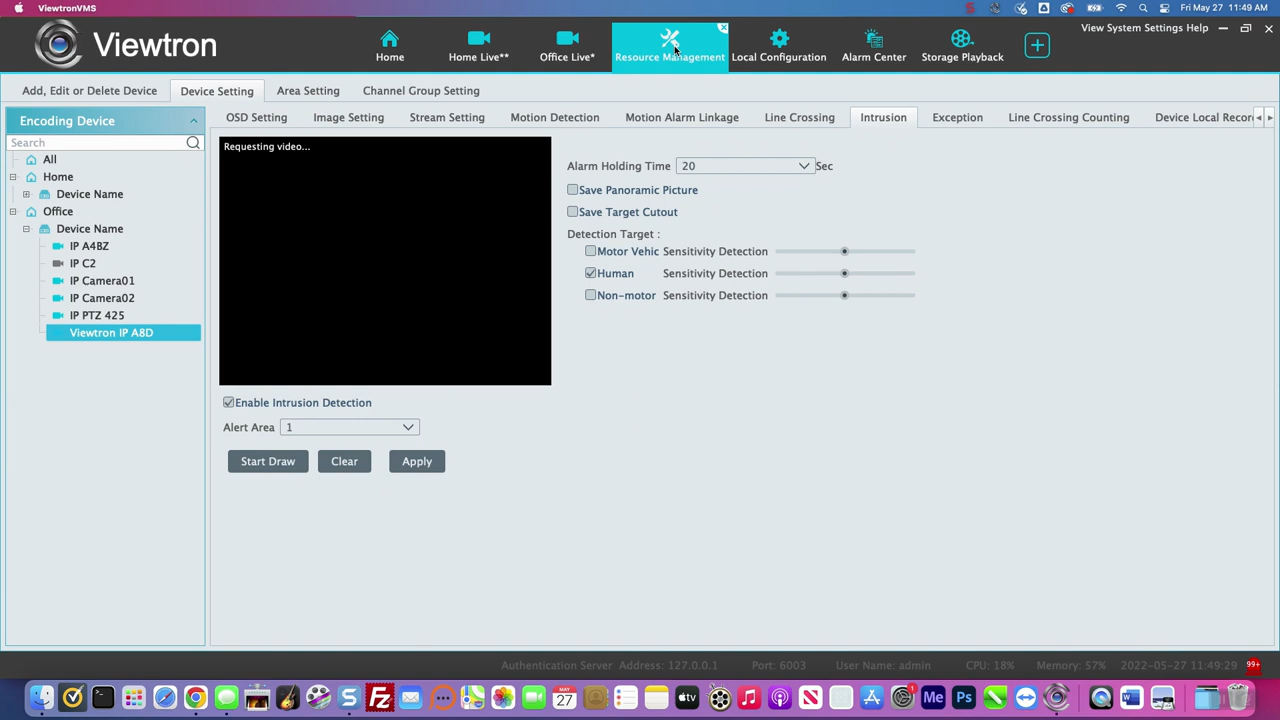 ViewtronVMS
Fri May 27 11:49 AM
Viewtron
Home
Home Live**
Office Live*
Resource Management
Local Configuration
Alarm Center
Storage Playback
View System Settings Help
Add, Edit or Delete Device
Device Setting
Area Setting
Channel Group Setting
Encoding Device
Search
All
Home
Device Name
Office
Device Name
IP A4BZ
IP C2
IP Camera01
IP Camera02
IP PTZ 425
Viewtron IP A8D
OSD Setting
Image Setting
Stream Setting
Motion Detection
Motion Alarm Linkage
Line Crossing
Intrusion
Exception
Line Crossing Counting
Device Local Recor
Requesting video...
Enable Intrusion Detection
Alert Area 1
Start Draw
Clear
Apply
Alarm Holding Time 20 Sec
Save Panoramic Picture
Save Target Cutout
Detection Target :
Motor Vehic Sensitivity Detection
Human Sensitivity Detection
Non-motor Sensitivity Detection
Authentication Server Address: 127.0.0.1 Port: 6003 User Name: admin CPU: 18% Memory: 57% 2022-05-27 11:49:29 99+